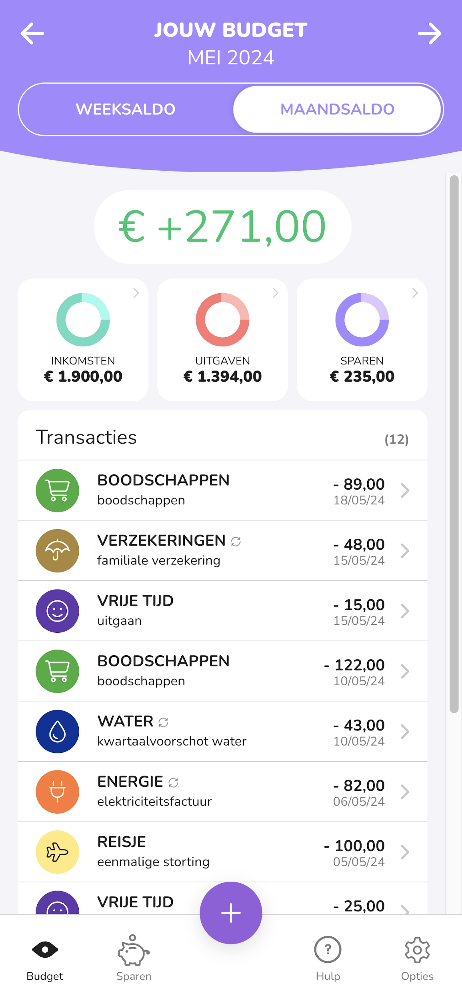 JOUW BUDGET
MEI 2024
WEEKSALDO MAANDSALDO
€ +271,00
INKOMSTEN
€ 1.900,00
UITGAVEN
€ 1.394,00
SPAREN
€ 235,00
Transacties (12)
BOODSCHAPPEN
boodschappen
- 89,00
18/05/24
VERZEKERINGEN
familiale verzekering
- 48,00
15/05/24
VRIJE TIJD
uitgaan
- 15,00
15/05/24
BOODSCHAPPEN
boodschappen
- 122,00
10/05/24
WATER
kwartaalvoorschot water
- 43,00
10/05/24
ENERGIE
elektriciteitsfactuur
- 82,00
06/05/24
REISJE
eenmalige storting
- 100,00
05/05/24
VRIJE TIJD
- 25,00
Budget Sparen Hulp Opties